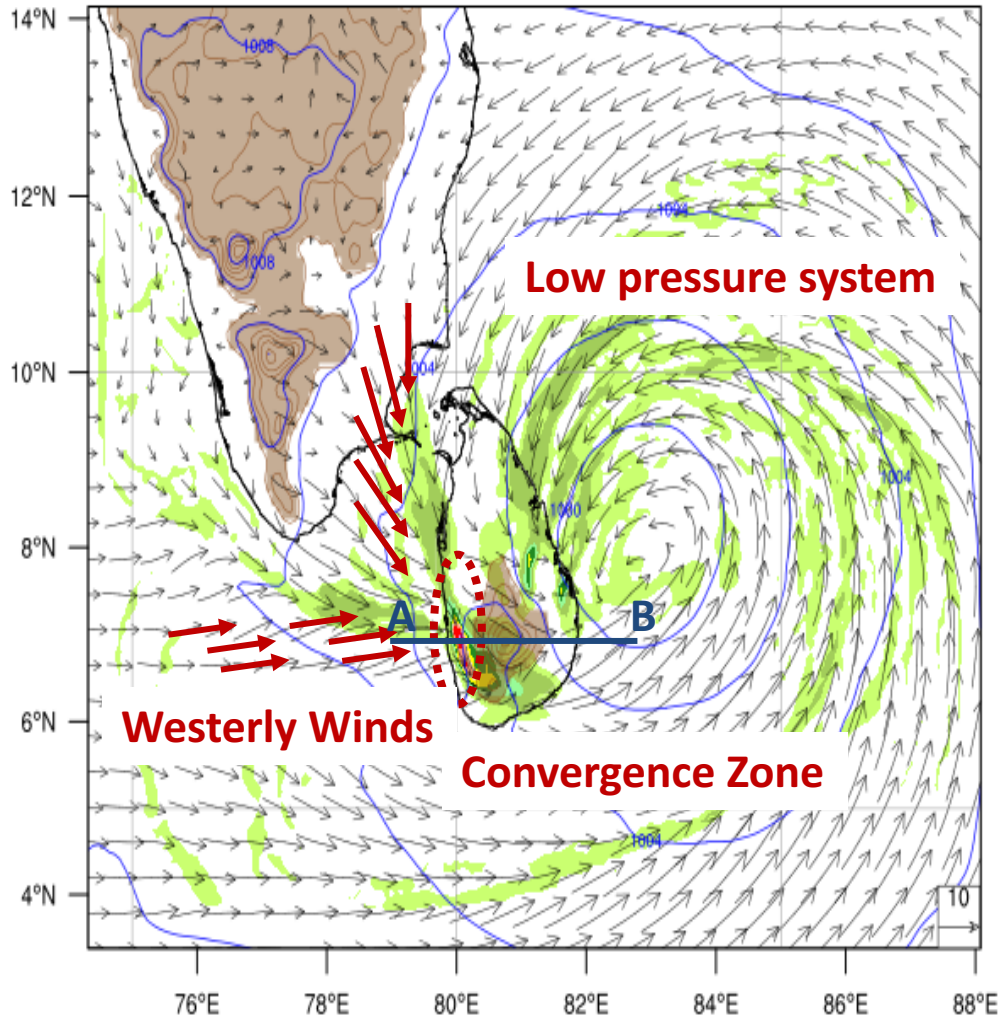 14°N
1008
12°N
1004
1008
Low pressure system
10°N
004
1004
1000
8°N
A
B
6°N
Westerly Winds
Convergence Zone
1004
4°N
10
76°E 78°E 80°E 82°E 84°E 86°E 88°E